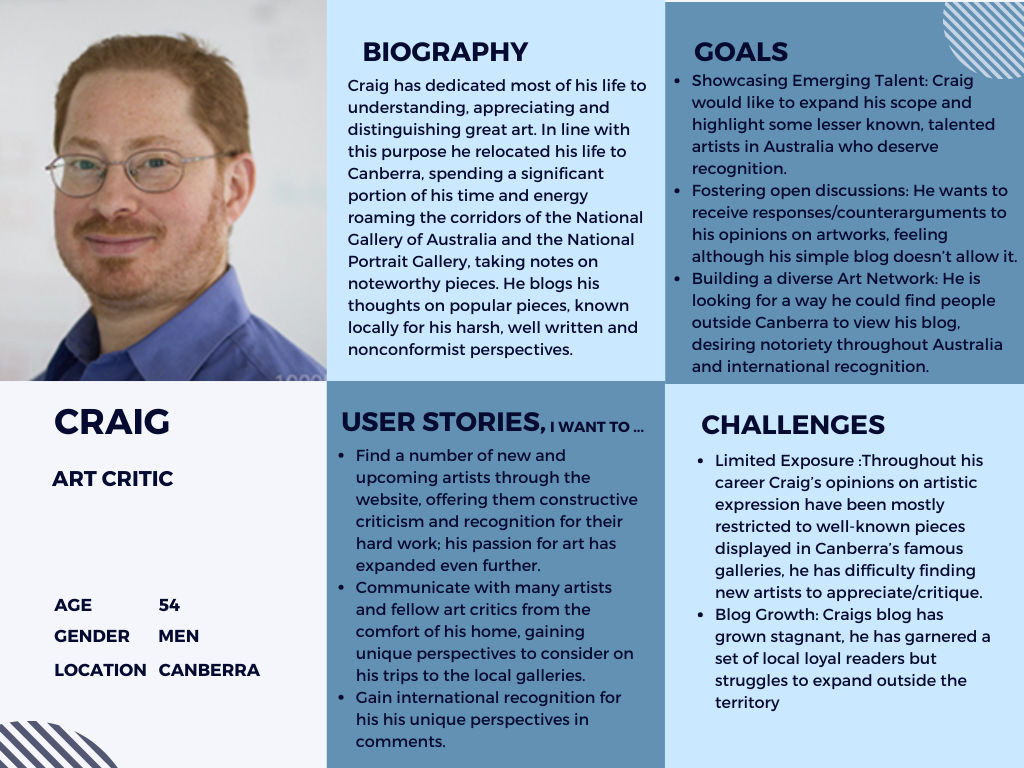 BIOGRAPHY
Craig has dedicated most of his life to
understanding, appreciating and
distinguishing great art. In line with
this purpose he relocated his life to
Canberra, spending a significant
portion of his time and energy
roaming the corridors of the National
Gallery of Australia and the National
Portrait Gallery, taking notes on
noteworthy pieces. He blogs his
thoughts on popular pieces, known
locally for his harsh, well written and
nonconformist perspectives.
GOALS
• Showcasing Emerging Talent: Craig
would like to expand his scope and
highlight some lesser known, talented
artists in Australia who deserve
recognition.
• Fostering open discussions: He wants to
receive responses/counterarguments to
his opinions on artworks, feeling
although his simple blog doesn't allow it.
• Building a diverse Art Network: He is
looking for a way he could find people
outside Canberra to view his blog,
desiring notoriety throughout Australia
and international recognition.
CRAIG
ART CRITIC
AGE 54
GENDER MEN
LOCATION CANBERRA
USER STORIES, I WANT TO ...
• Find a number of new and
upcoming artists through the
website, offering them constructive
criticism and recognition for their
hard work; his passion for art has
expanded even further.
• Communicate with many artists
and fellow art critics from the
comfort of his home, gaining
unique perspectives to consider on
his trips to the local galleries.
• Gain international recognition for
his his unique perspectives in
comments.
CHALLENGES
• Limited Exposure :Throughout his
career Craig's opinions on artistic
expression have been mostly
restricted to well-known pieces
displayed in Canberra's famous
galleries, he has difficulty finding
new artists to appreciate/critique.
• Blog Growth: Craigs blog has
grown stagnant, he has garnered a
set of local loyal readers but
struggles to expand outside the
territory